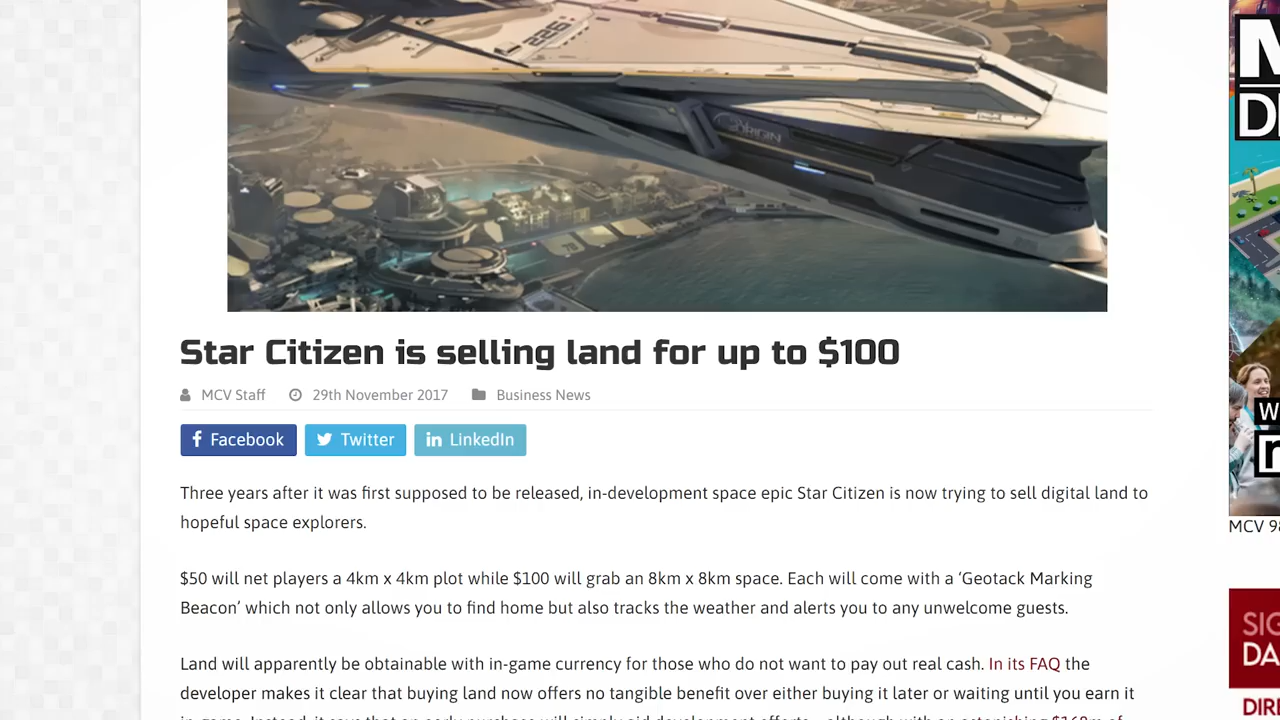 ORIGIN
Star Citizen is selling land for up to $100
MCV Staff 29th November 2017 Business News
Facebook Twitter LinkedIn
Three years after it was first supposed to be released, in-development space epic Star Citizen is now trying to sell digital land to
hopeful space explorers.
$50 will net players a 4km x 4km plot while $100 will grab an 8km x 8km space. Each will come with a ‘Geotack Marking
Beacon’ which not only allows you to find home but also tracks the weather and alerts you to any unwelcome guests.
Land will apparently be obtainable with in-game currency for those who do not want to pay out real cash. In its FAQ the
developer makes it clear that buying land now offers no tangible benefit over either buying it later or waiting until you earn it
MCV 98
SIG
DA
DIRE